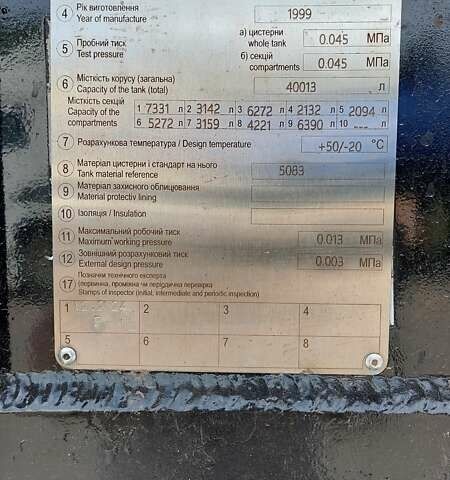 ④ Рік виготовлення
Year of manufacture 1999
⑤ Пробний тиск
Test pressure
а) цистерни
whole tank 0.045 МПа
б) секцій
compartments 0.045 МПа
⑥ Місткість корусу (загальна)
Capacity of the tank (total) 40013 л
Місткість секцій
Capacity of the compartments
1 7331 л 2 3142 л 3 6272 л 4 2132 л 5 2094 л
6 5272 л 7 3159 л 8 4221 л 9 6390 л 10 --- л
⑦ Розрахункова температура / Design temperature +50/-20 °C
⑧ Матеріал цистерни і стандарт на нього
Tank material reference 5083
⑨ Матеріал захисного облицювання
Material protectiv lining
⑩ Ізоляція / Insulation
⑪ Максимальний робочий тиск
Maximum working pressure 0.013 МПа
⑫ Зовнішний розрахунковий тиск
External design pressure 0.003 МПа
⑰ Позначки технічного експерта
(первинна, проміжна чи періодична перевірка)
Stamps of inspector (initial, intermediate and periodic inspection)
1 2 3 4
5 6 7 8